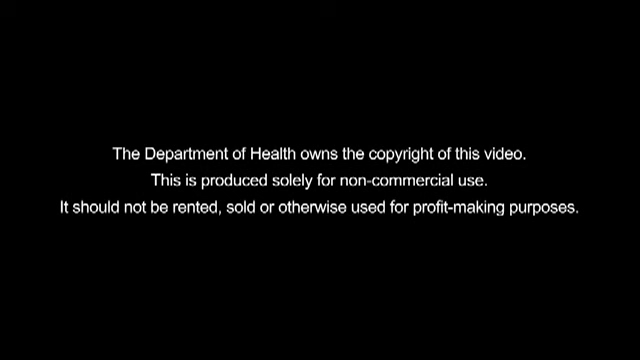 The Department of Health owns the copyright of this video.
This is produced solely for non-commercial use.
It should not be rented, sold or otherwise used for profit-making purposes.